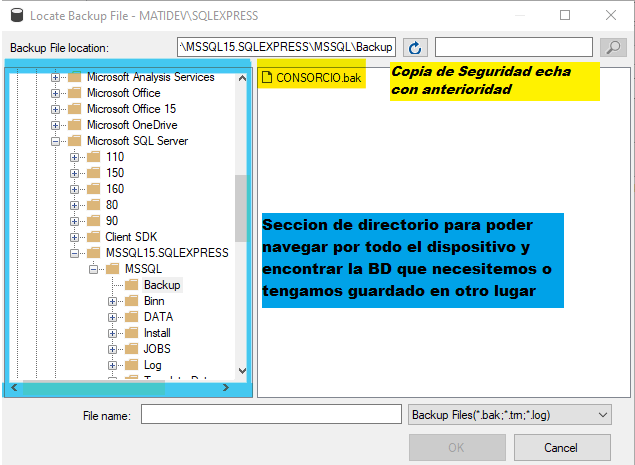 Locate Backup File - MATIDEV\SQLEXPRESS
Backup File location:
\MSSQL15.SQLEXPRESS\MSSQL\Backup
Microsoft Analysis Services
Microsoft Office
Microsoft Office 15
Microsoft OneDrive
Microsoft SQL Server
110
150
160
80
90
Client SDK
MSSQL15.SQLEXPRESS
MSSQL
Backup
Binn
DATA
Install
JOBS
Log
CONSORCIO.bak
Copia de Seguridad echa
con anterioridad
Seccion de directorio para poder
navegar por todo el dispositivo y
encontrar la BD que necesitemos o
tengamos guardado en otro lugar
File name:
Backup Files(*.bak;*.trn;*.log)
OK
Cancel